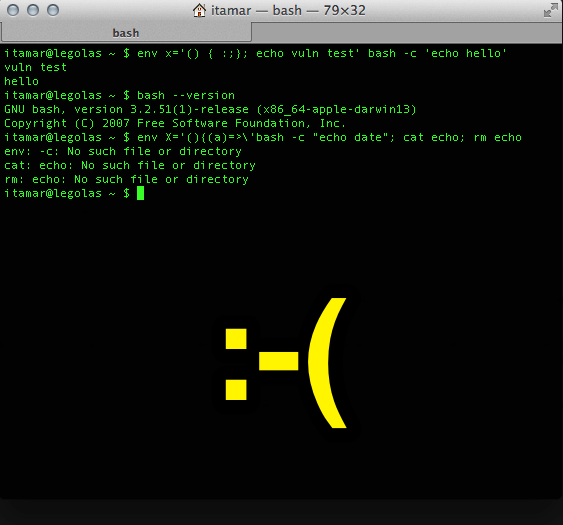 itamar — bash — 79×32
bash
itamar@legolas ~ $ env x='() { :;}; echo vuln test' bash -c 'echo hello'
vuln test
hello
itamar@legolas ~ $ bash --version
GNU bash, version 3.2.51(1)-release (x86_64-apple-darwin13)
Copyright (C) 2007 Free Software Foundation, Inc.
itamar@legolas ~ $ env X='(){(a)=>\'bash -c "echo date"; cat echo; rm echo
env: -c: No such file or directory
cat: echo: No such file or directory
rm: echo: No such file or directory
itamar@legolas ~ $
:-(